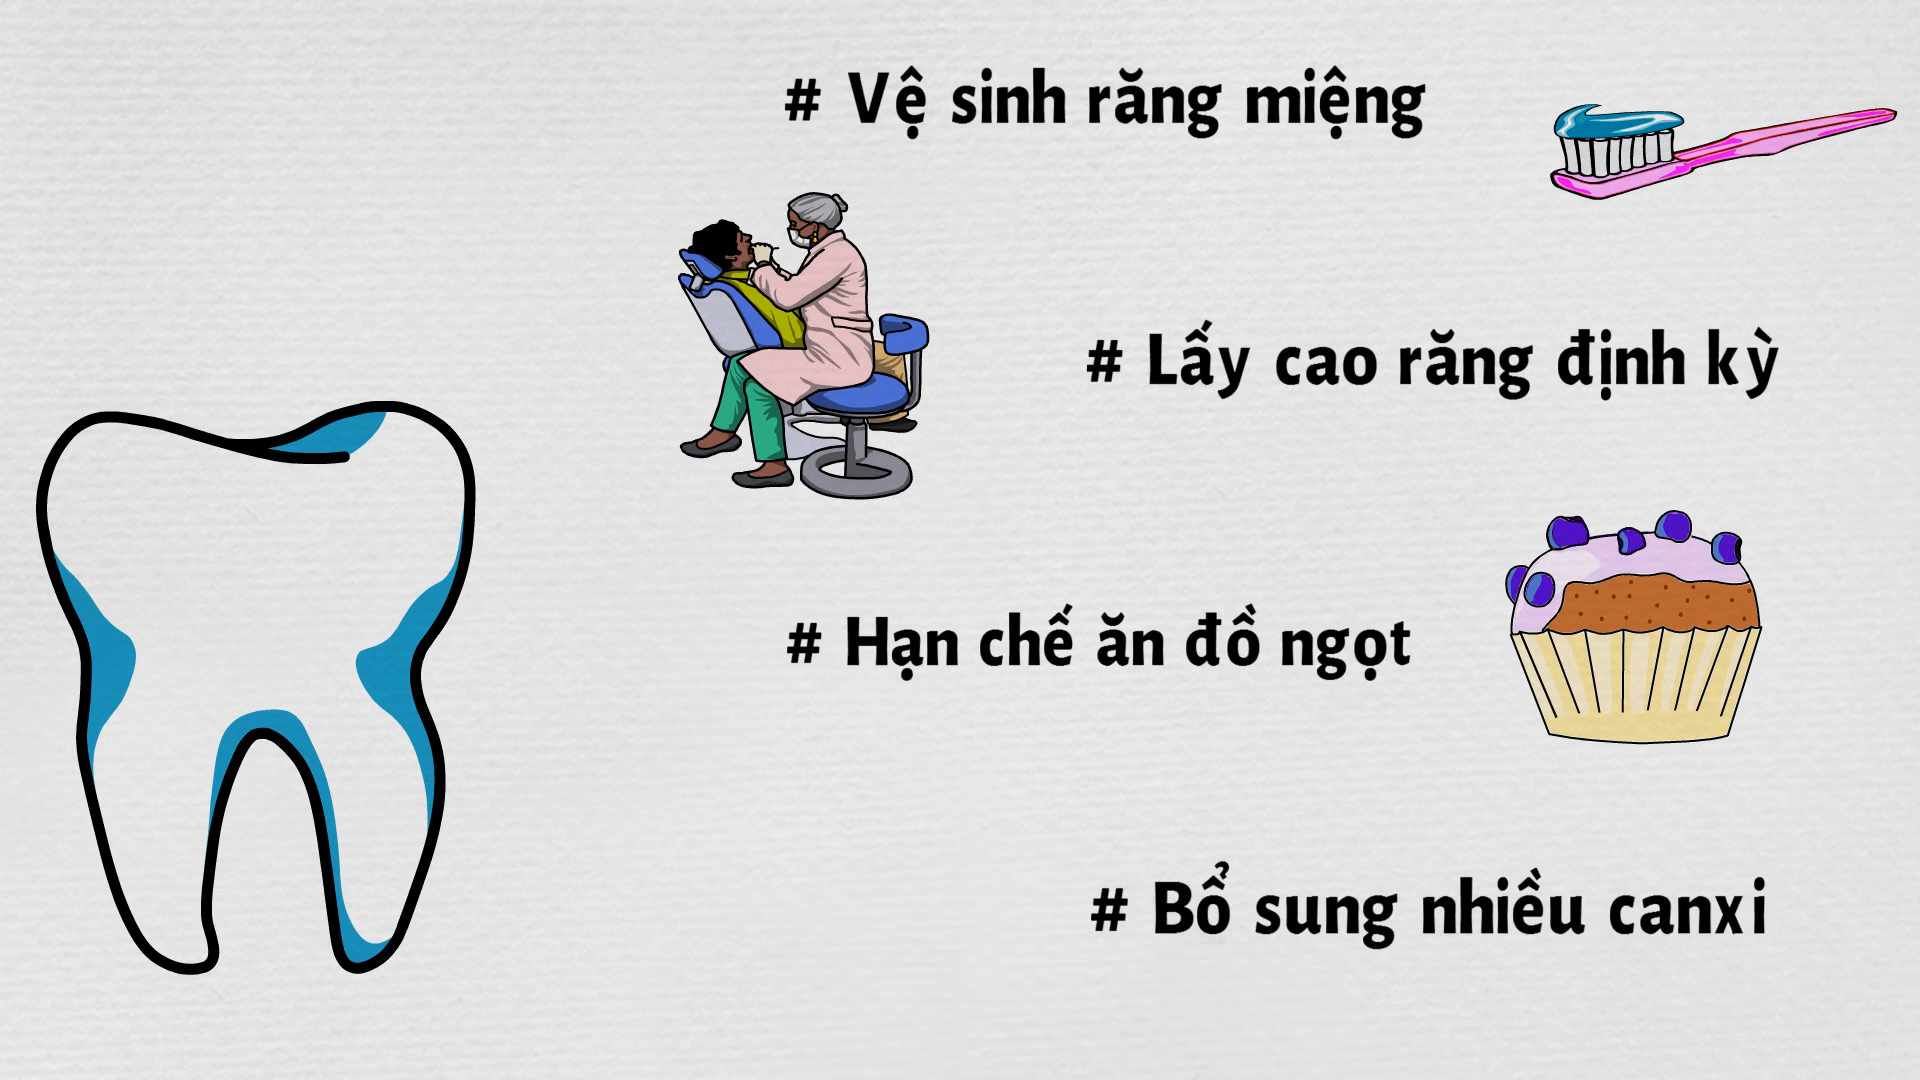 # Vệ sinh răng miệng
# Lấy cao răng định kỳ
# Hạn chế ăn đồ ngọt
# Bổ sung nhiều canxi